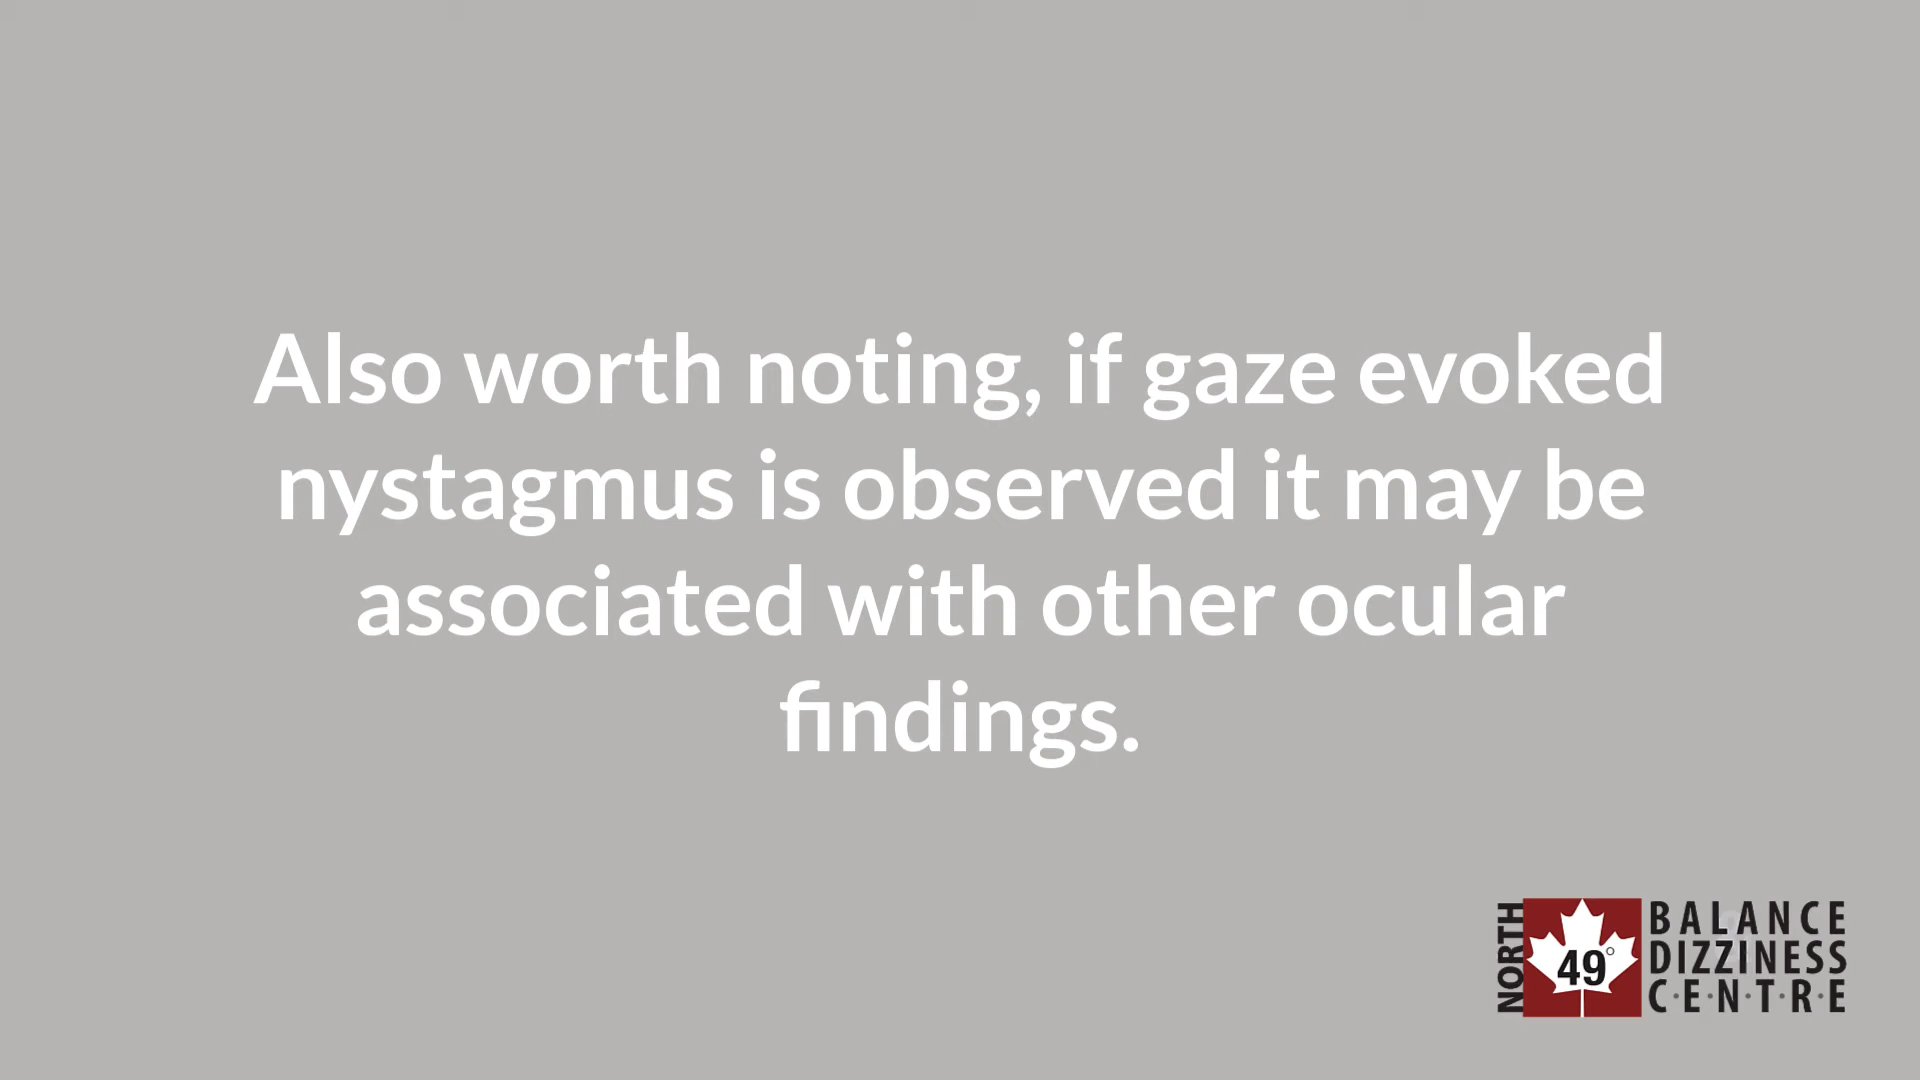 Also worth noting, if gaze evoked
nystagmus is observed it may be
associated with other ocular
findings.
NORTH
49°
BALANCE
DIZZINESS
C·E·N·T·R·E